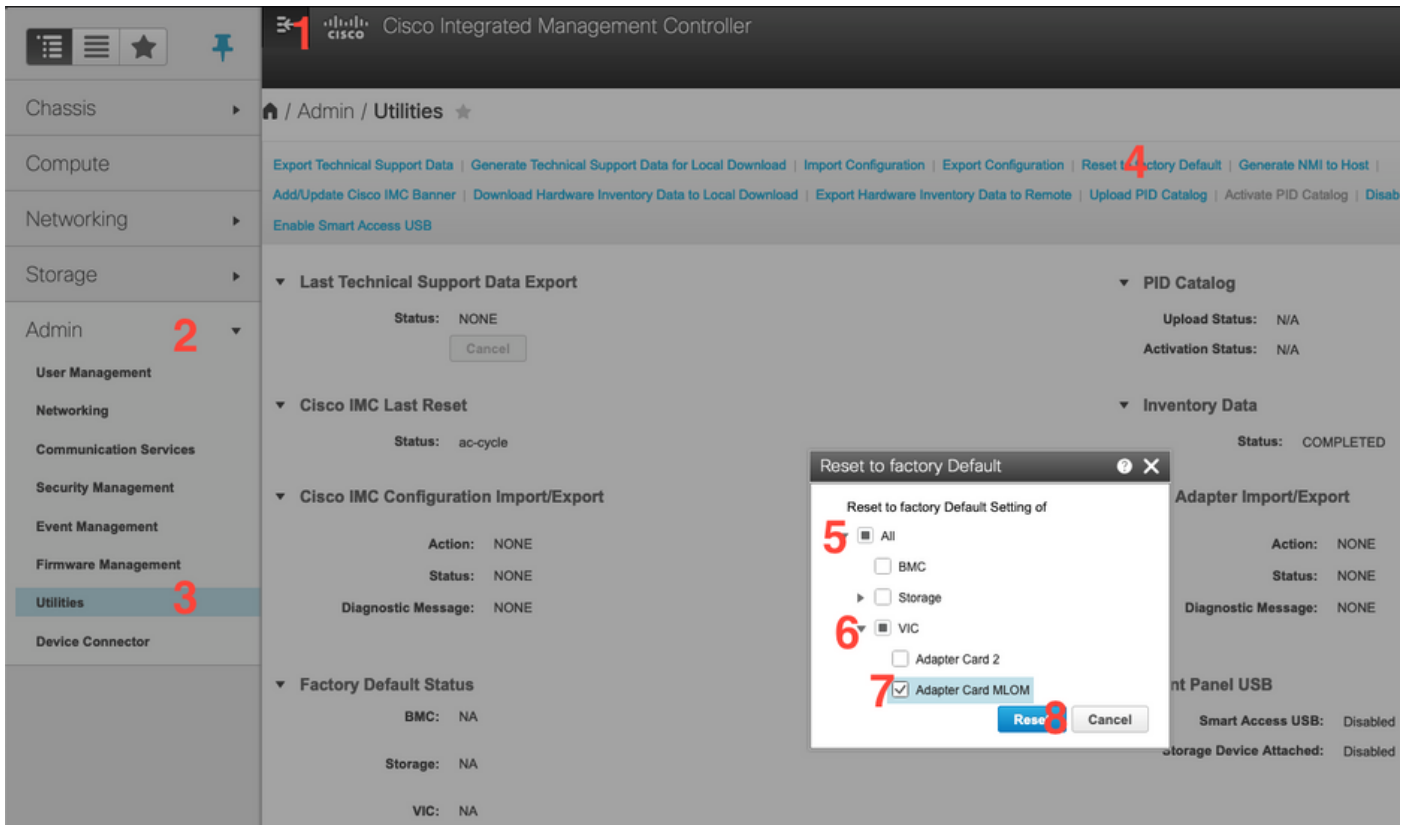 1
cisco
Cisco Integrated Management Controller
Chassis
Compute
Networking
Storage
Admin 2
User Management
Networking
Communication Services
Security Management
Event Management
Firmware Management
Utilities 3
Device Connector
/ Admin / Utilities
Export Technical Support Data | Generate Technical Support Data for Local Download | Import Configuration | Export Configuration | Reset to factory Default | Generate NMI to Host |
4
Add/Update Cisco IMC Banner | Download Hardware Inventory Data to Local Download | Export Hardware Inventory Data to Remote | Upload PID Catalog | Activate PID Catalog | Disab
Enable Smart Access USB
Last Technical Support Data Export
Status: NONE
Cancel
Cisco IMC Last Reset
Status: ac-cycle
Cisco IMC Configuration Import/Export
Action: NONE
Status: NONE
Diagnostic Message: NONE
Factory Default Status
BMC: NA
Storage: NA
VIC: NA
PID Catalog
Upload Status: N/A
Activation Status: N/A
Inventory Data
Status: COMPLETED
Adapter Import/Export
Action: NONE
Status: NONE
Diagnostic Message: NONE
nt Panel USB
Smart Access USB: Disabled
Storage Device Attached: Disabled
Reset to factory Default ?
Reset to factory Default Setting of
5 All
BMC
Storage
6 VIC
Adapter Card 2
7 Adapter Card MLOM
Reset 8 Cancel